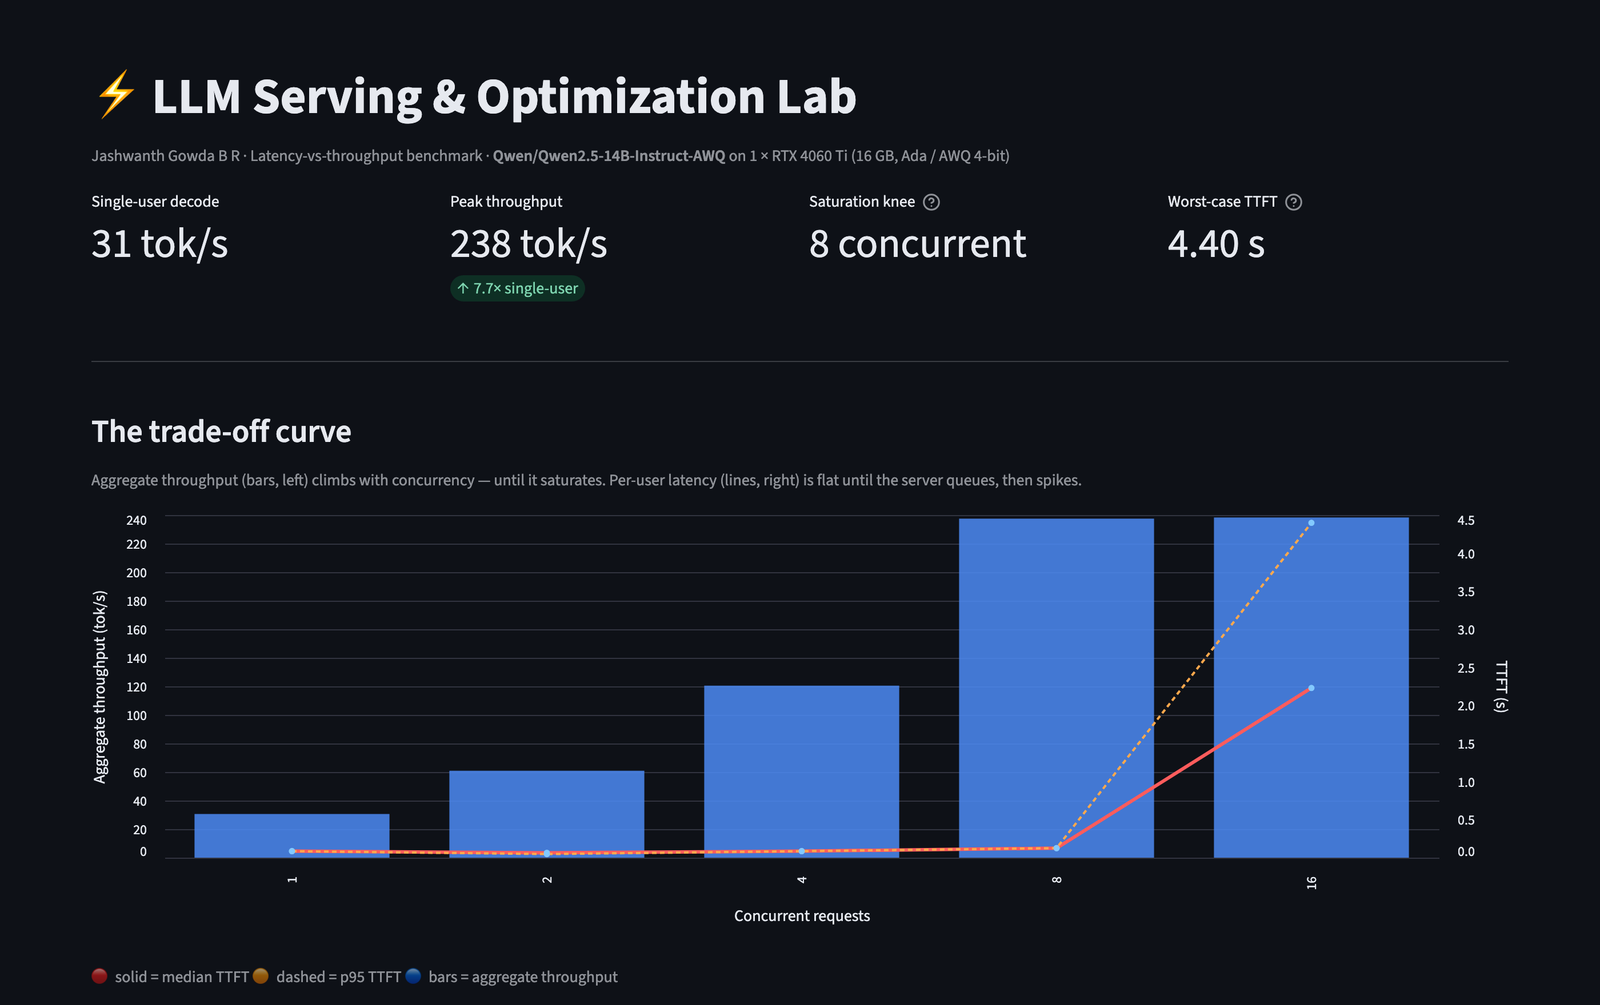 ⚡ LLM Serving & Optimization Lab
Jashwanth Gowda B R · Latency-vs-throughput benchmark · Qwen/Qwen2.5-14B-Instruct-AWQ on 1 × RTX 4060 Ti (16 GB, Ada / AWQ 4-bit)
Single-user decode
31 tok/s
Peak throughput
238 tok/s
↑ 7.7× single-user
Saturation knee ?
8 concurrent
Worst-case TTFT ?
4.40 s
The trade-off curve
Aggregate throughput (bars, left) climbs with concurrency — until it saturates. Per-user latency (lines, right) is flat until the server queues, then spikes.
Aggregate throughput (tok/s)
240
220
200
180
160
140
120
100
80
60
40
20
0
4.5
4.0
3.5
3.0
2.5
2.0
1.5
1.0
0.5
0.0
TTFT (s)
1
2
4
8
16
Concurrent requests
solid = median TTFT dashed = p95 TTFT bars = aggregate throughput